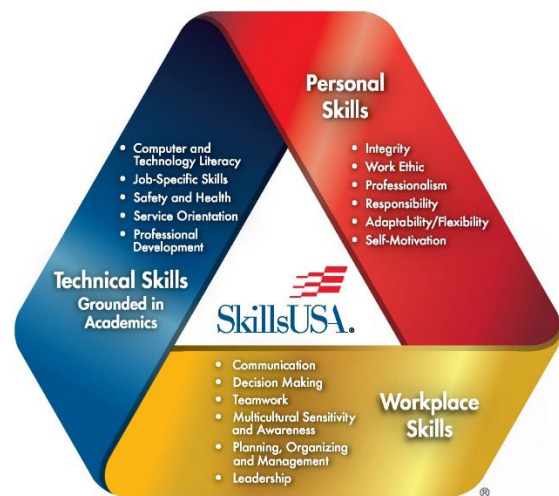 Personal
Skills
• Integrity
• Work Ethic
• Professionalism
• Responsibility
• Adaptability/Flexibility
• Self-Motivation
• Computer and
Technology Literacy
• Job-Specific Skills
• Safety and Health
• Service Orientation
• Professional
Development
Technical Skills
Grounded in
Academics
SkillsUSA®
• Communication
• Decision Making
• Teamwork
• Multicultural Sensitivity
and Awareness
• Planning, Organizing
and Management
• Leadership
Workplace
Skills
®